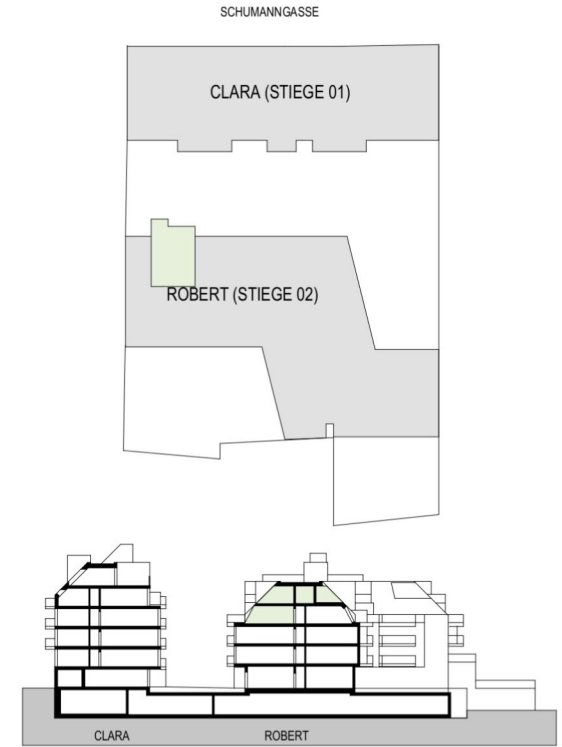 SCHUMANNGASSE
CLARA (STIEGE 01)
ROBERT (STIEGE 02)
CLARA
ROBERT